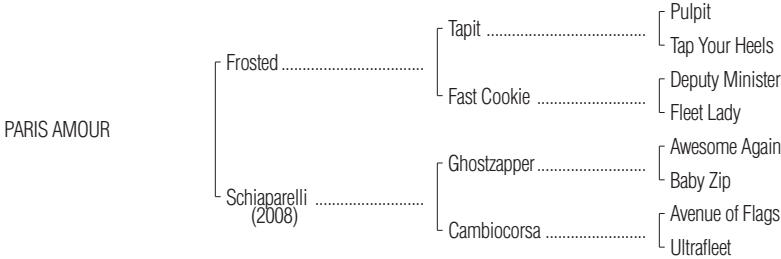 Pulpit
Tapit ..................................
Tap Your Heels
Frosted ....................................
Deputy Minister
Fast Cookie ..........................
Fleet Lady
PARIS AMOUR
Awesome Again
Ghostzapper ..........................
Baby Zip
Schiaparelli ...........................
(2008)
Avenue of Flags
Cambiocorsa ........................
Ultrafleet